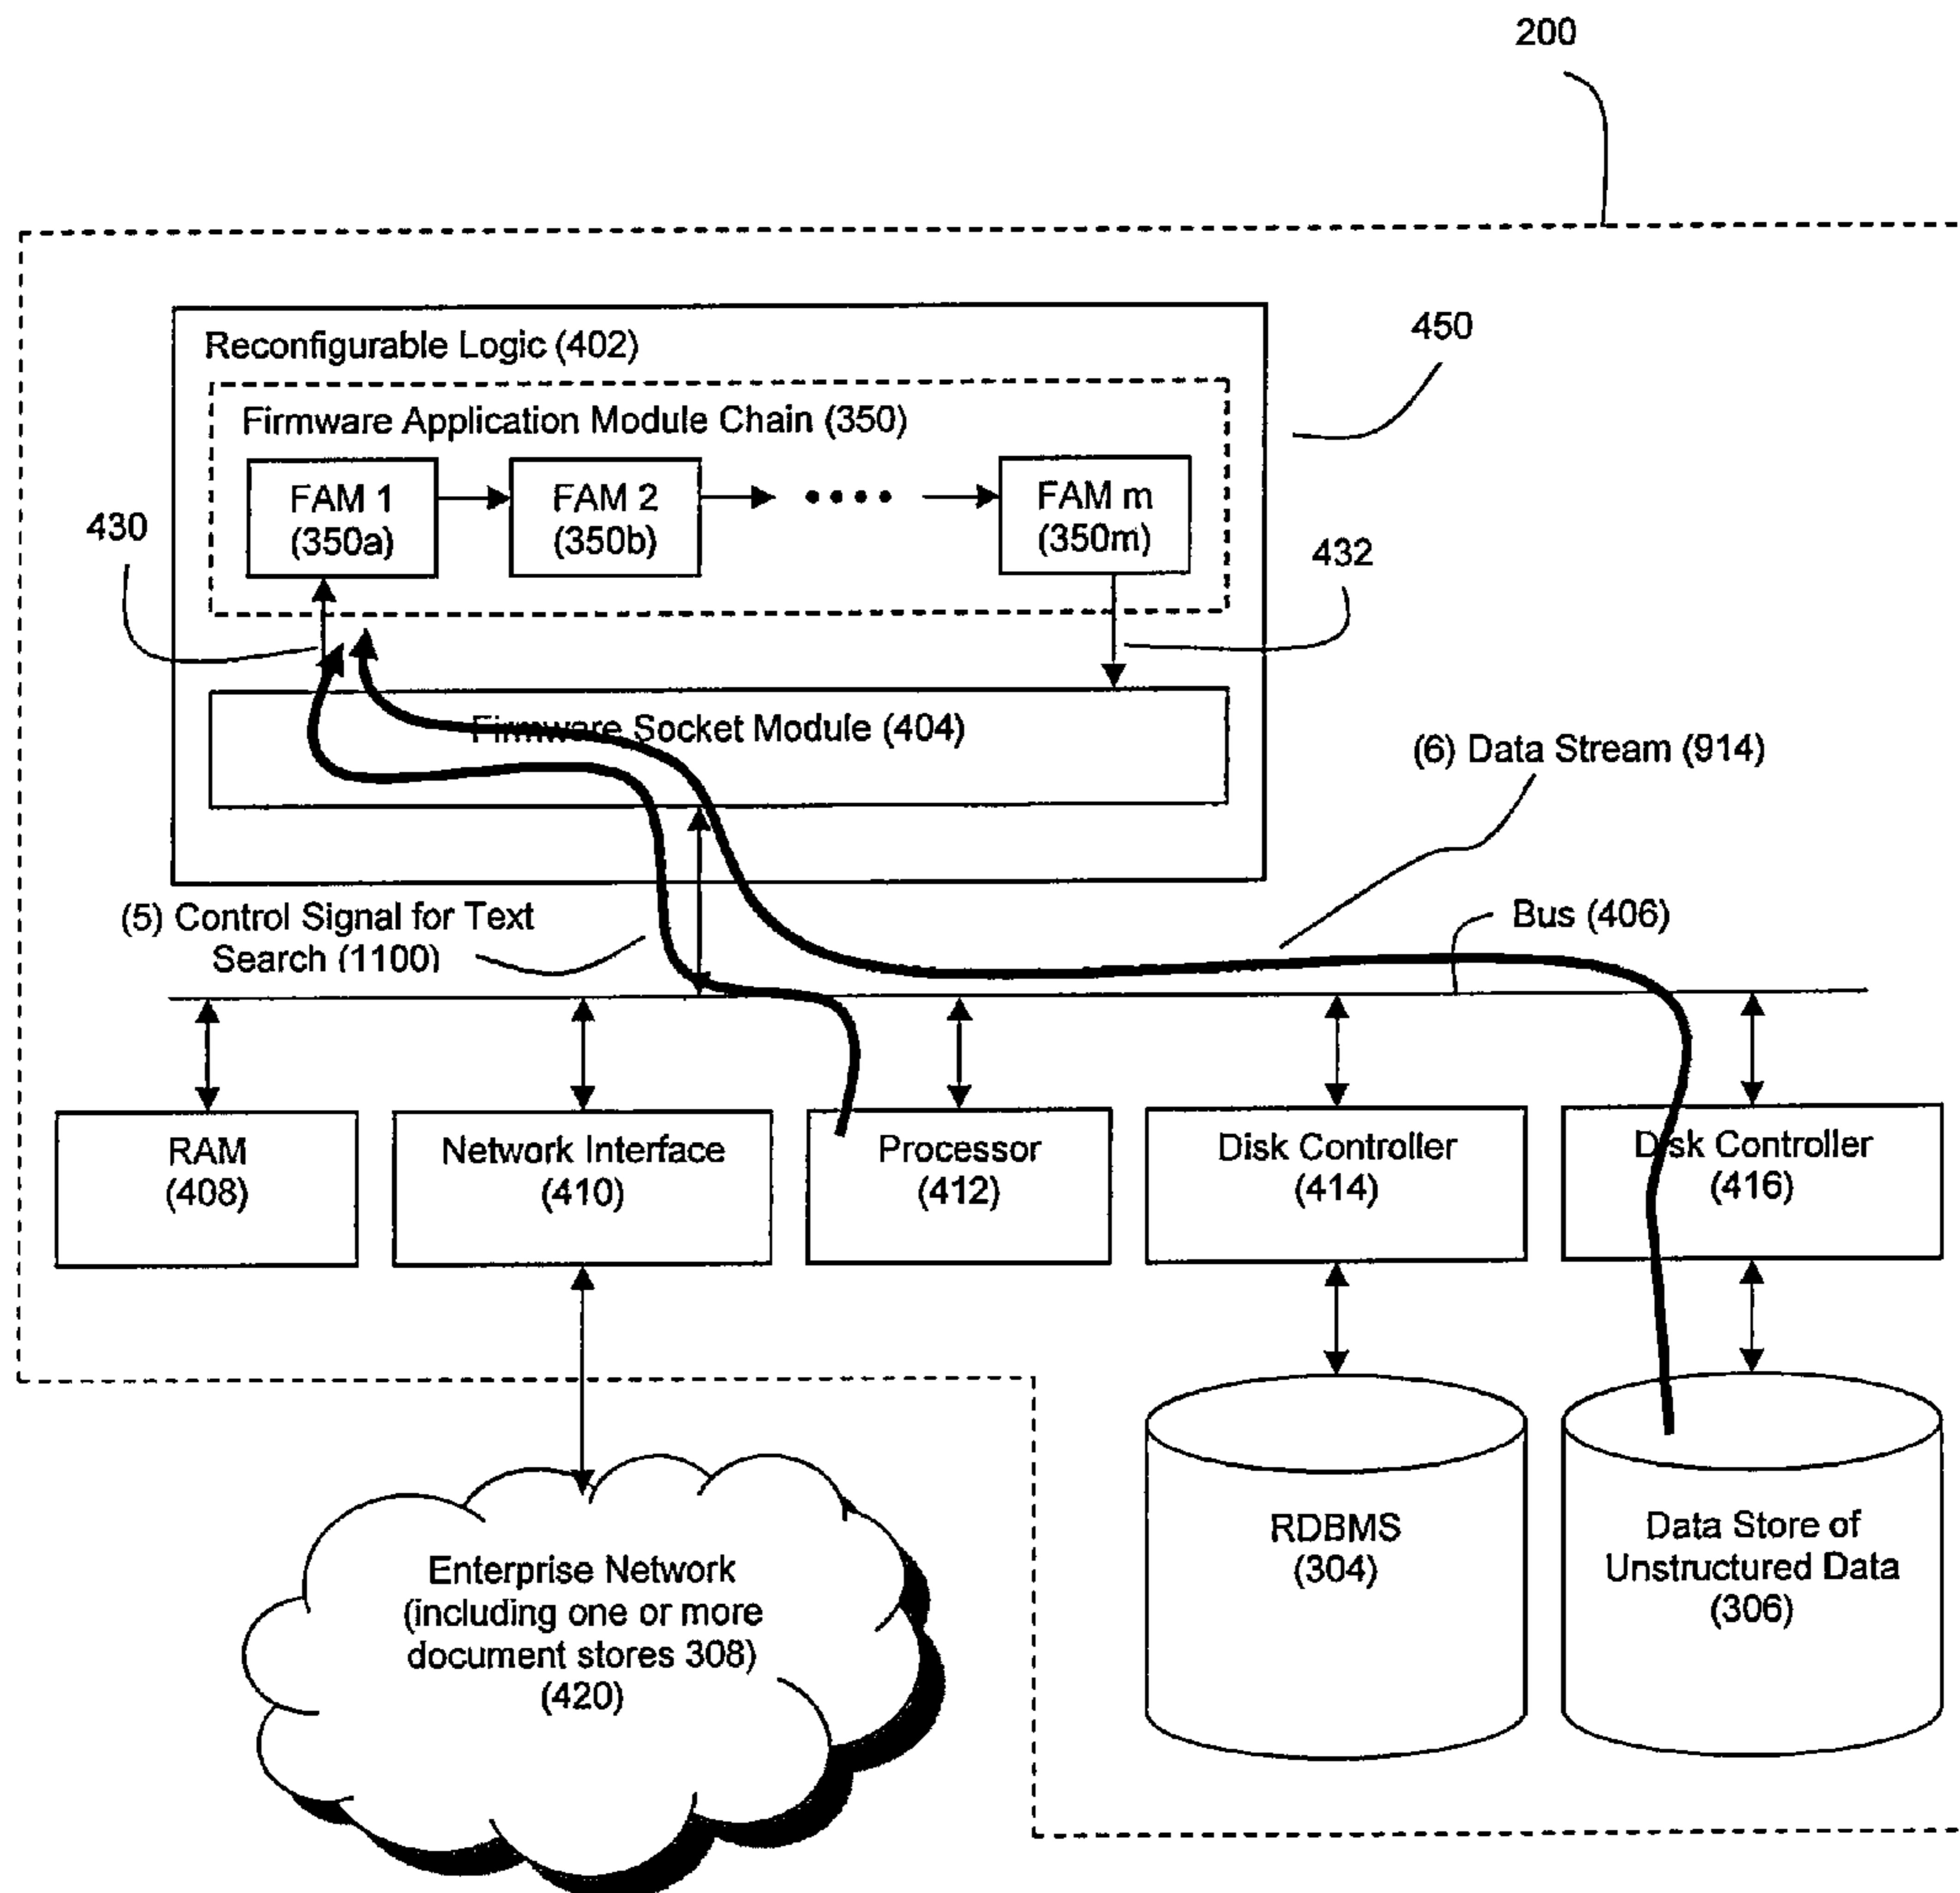 200
Reconfigurable Logic (402)
450
Firmware Application Module Chain (350)
FAM 1
(350a)
FAM 2
(350b)
FAM m
(350m)
430
432
Firmware Socket Module (404)
(6) Data Stream (914)
(5) Control Signal for Text
Search (1100)
Bus (406)
RAM
(408)
Network Interface
(410)
Processor
(412)
Disk Controller
(414)
Disk Controller
(416)
Enterprise Network
(including one or more
document stores 308)
(420)
RDBMS
(304)
Data Store of
Unstructured Data
(306)